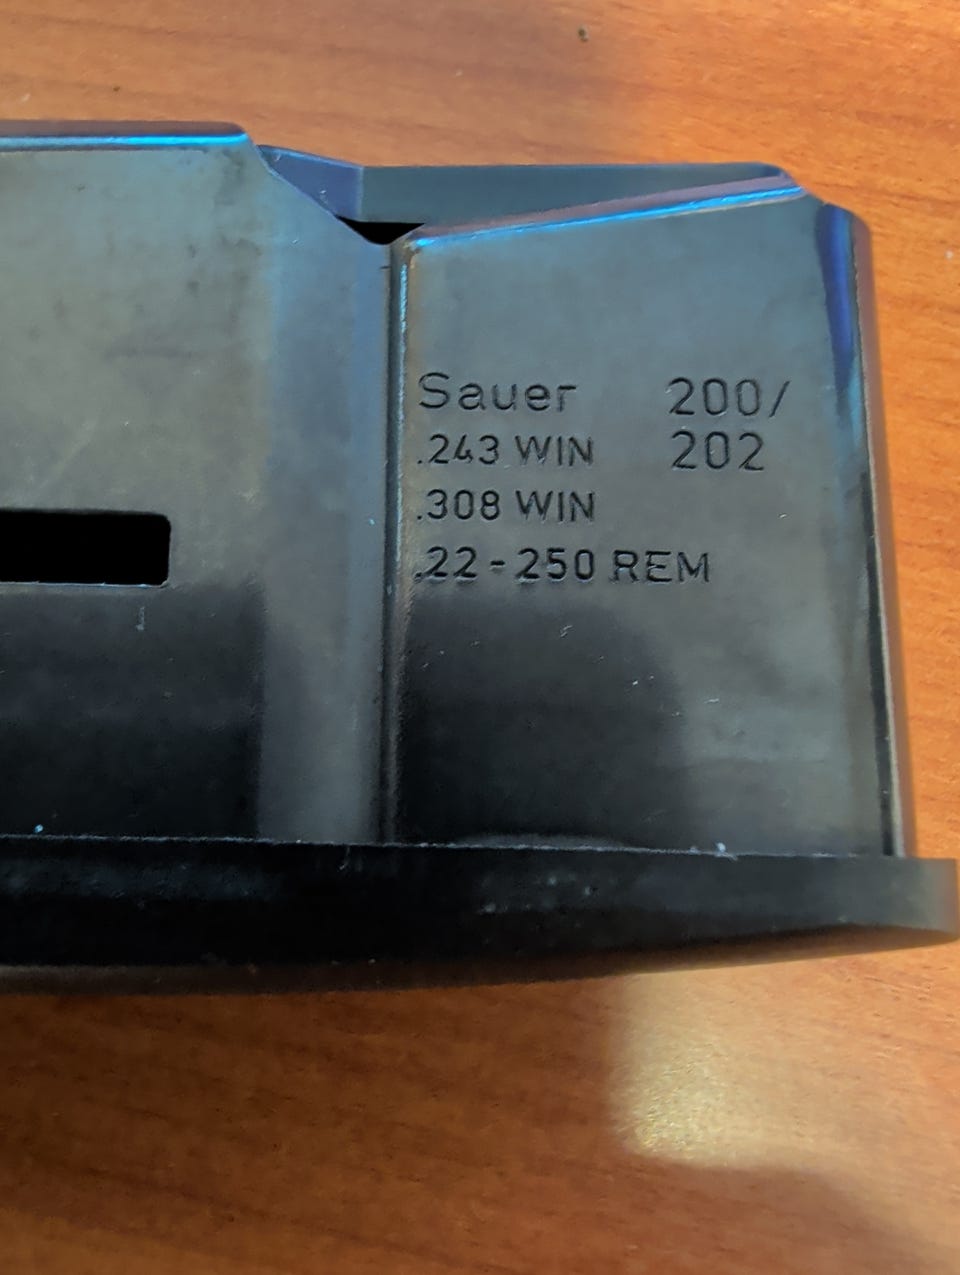 Sauer 200/
.243 WIN 202
.308 WIN
.22-250 REM